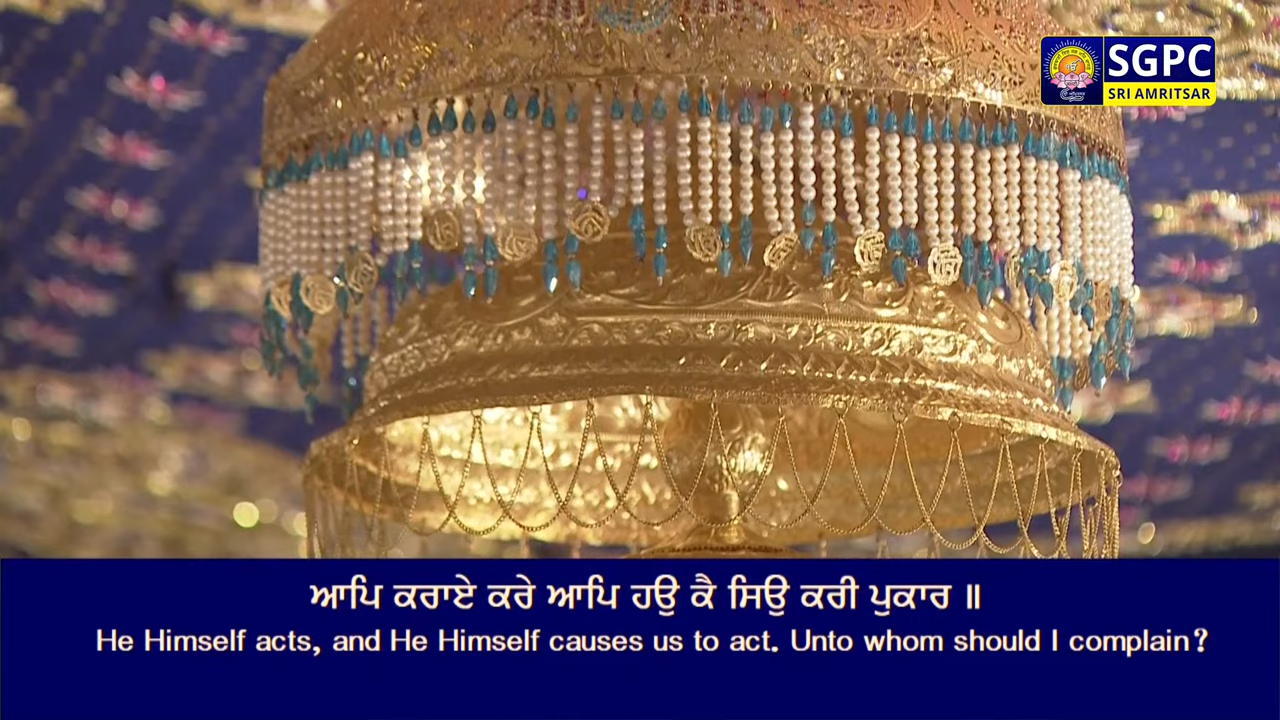 SGPC
SRI AMRITSAR
ਆਪਿ ਕਰਾਏ ਕਰੇ ਆਪਿ ਹਉ ਕੈ ਸਿਉ ਕਰੀ ਪੁਕਾਰ ॥
He Himself acts, and He Himself causes us to act. Unto whom should I complain?